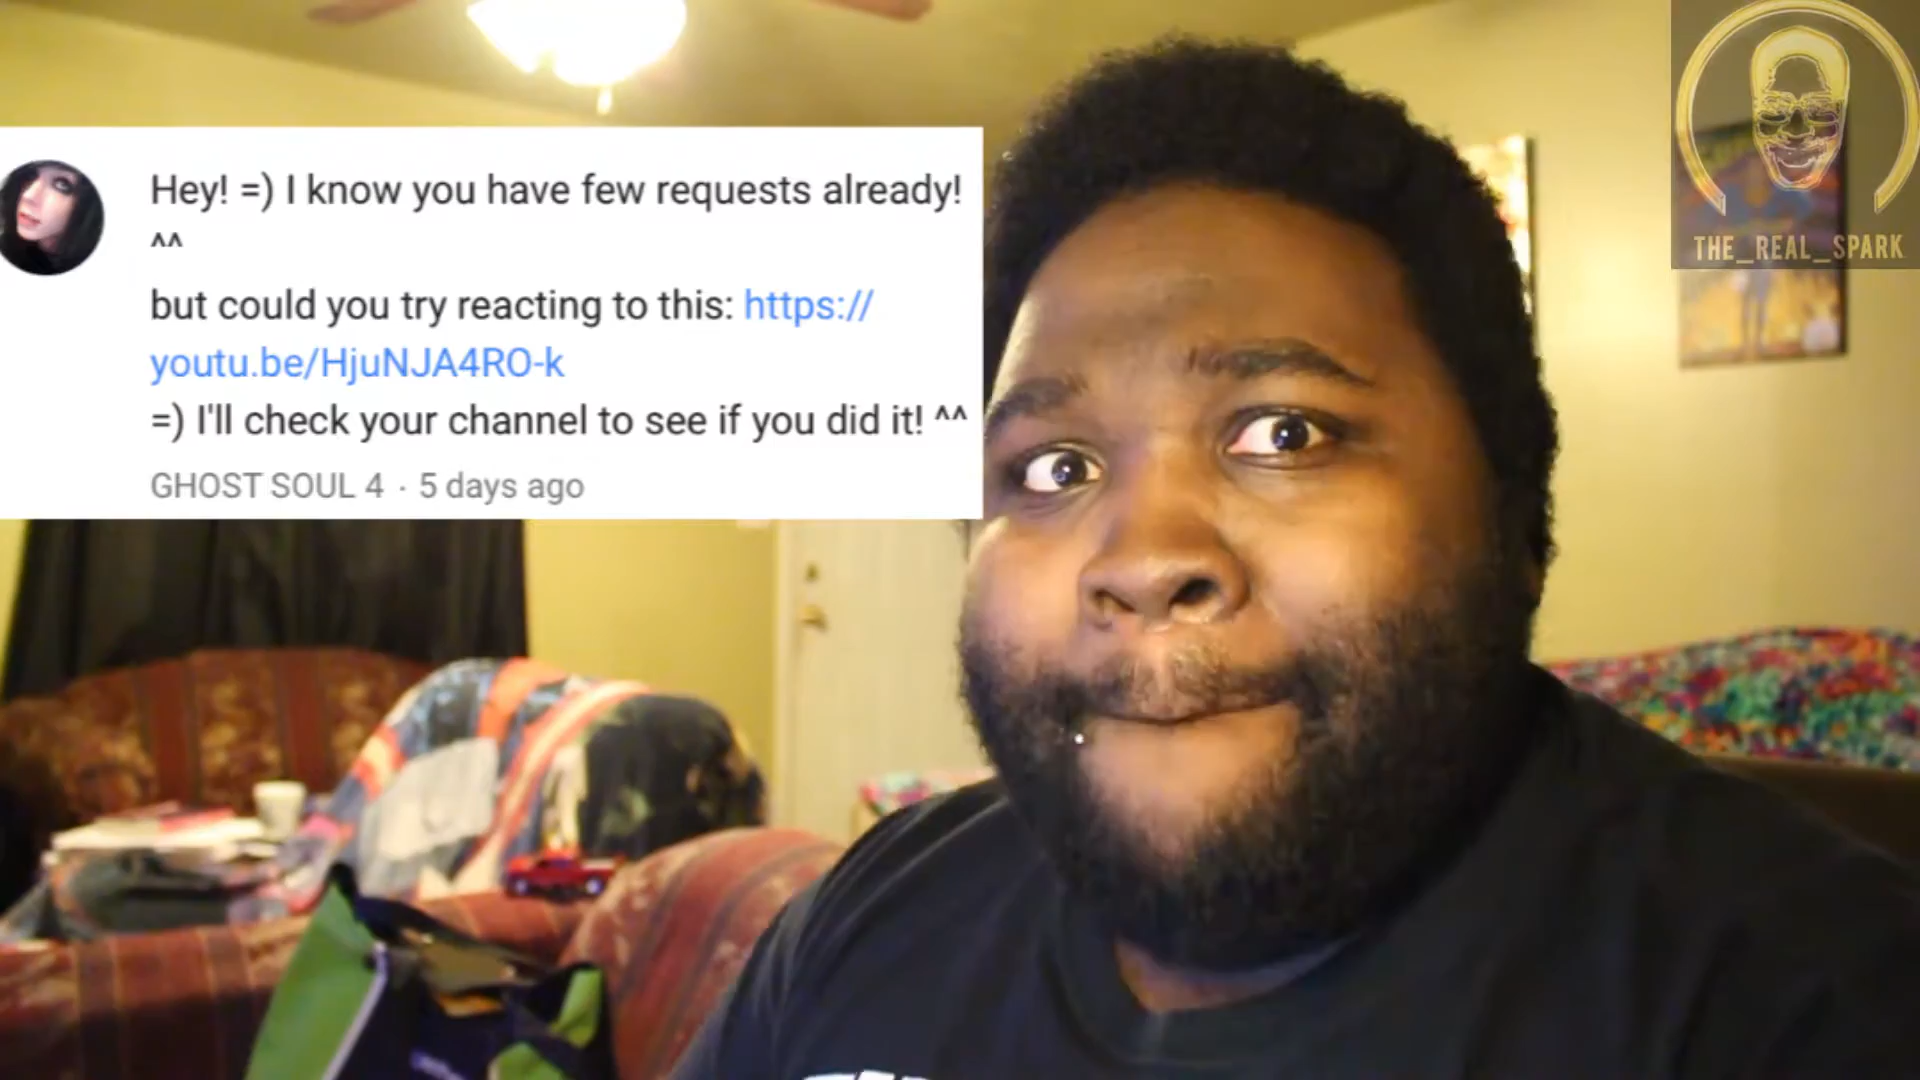 Hey! =) I know you have few requests already!
^^
but could you try reacting to this: https://
youtu.be/HjuNJA4RO-k
=) I'll check your channel to see if you did it! ^^
GHOST SOUL 4 · 5 days ago
THE_REAL_SPARK